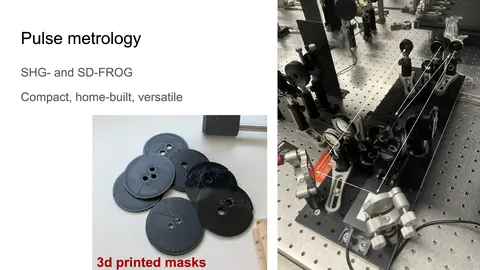 Pulse metrology
SHG- and SD-FROG
Compact, home-built, versatile
3d printed masks